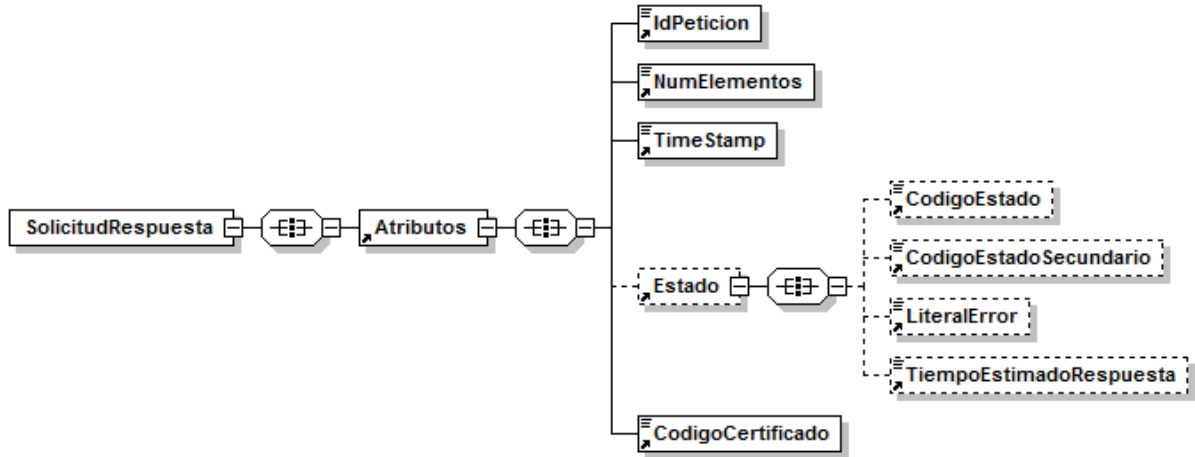 IdPeticion
NumElementos
TimeStamp
CodigoEstado
SolicitudRespuesta
Atributos
CodigoEstadoSecundario
Estado
LiteralError
TiempoEstimadoRespuesta
CodigoCertificado